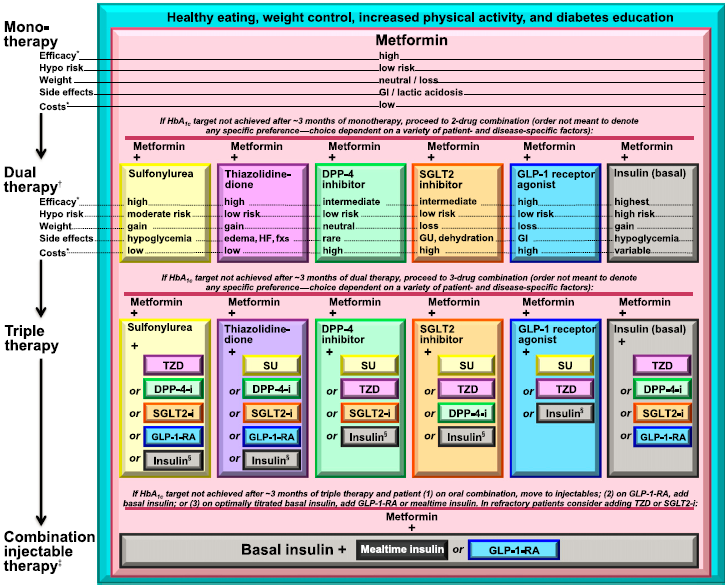 Healthy eating, weight control, increased physical activity, and diabetes education
Mono-
therapy
Metformin
Efficacy* high
Hypo risk low risk
Weight neutral / loss
Side effects GI / lactic acidosis
Costs* low
If HbA1c target not achieved after ~3 months of monotherapy, proceed to 2-drug combination (order not meant to denote
any specific preference—choice dependent on a variety of patient- and disease-specific factors):
Metformin Metformin Metformin Metformin Metformin Metformin
+ + + + + +
Dual
therapy†
Sulfonylurea Thiazolidine- DPP-4 SGLT2 GLP-1 receptor Insulin (basal)
dione inhibitor inhibitor agonist
Efficacy* high high intermediate intermediate high highest
Hypo risk moderate risk low risk low risk low risk low risk high risk
Weight gain gain neutral loss loss gain
Side effects hypoglycemia edema, HF, fxs rare GU, dehydration GI hypoglycemia
Costs* low low high high high variable
If HbA1c target not achieved after ~3 months of dual therapy, proceed to 3-drug combination (order not meant to denote
any specific preference—choice dependent on a variety of patient- and disease-specific factors):
Metformin Metformin Metformin Metformin Metformin Metformin
+ + + + + +
Triple
therapy
Sulfonylurea Thiazolidine- DPP-4 SGLT2 GLP-1 receptor Insulin (basal)
dione inhibitor inhibitor agonist
+ + + + + +
TZD SU SU SU SU TZD
or DPP-4-i or DPP-4-i or TZD or TZD or TZD or DPP-4-i
or SGLT2-i or SGLT2-i or SGLT2-i or DPP-4-i or Insulin§ or SGLT2-i
or GLP-1-RA or GLP-1-RA or Insulin§ or Insulin§ or GLP-1-RA
or Insulin§ or Insulin§
If HbA1c target not achieved after ~3 months of triple therapy and patient (1) on oral combination, move to injectables; (2) on GLP-1-RA, add
basal insulin; or (3) on optimally titrated basal insulin, add GLP-1-RA or mealtime insulin. In refractory patients consider adding TZD or SGLT2-i:
Metformin
+
Combination
injectable
therapy‡
Basal insulin + Mealtime insulin or GLP-1-RA